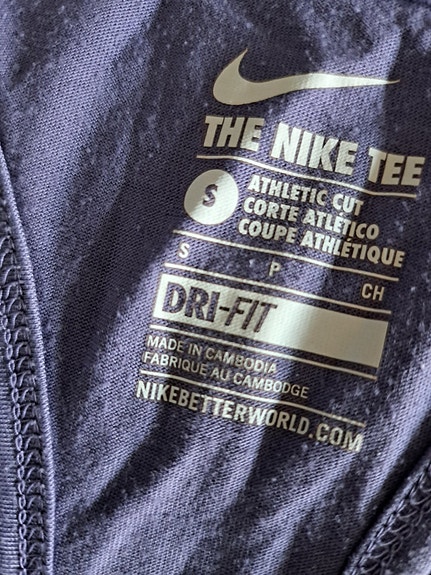 THE NIKE TEE
S
ATHLETIC CUT
CORTE ATLÉTICO
COUPE ATHLÉTIQUE
S P CH
DRI-FIT
MADE IN CAMBODIA
FABRIQUE AU CAMBODGE
NIKEBETTERWORLD.COM